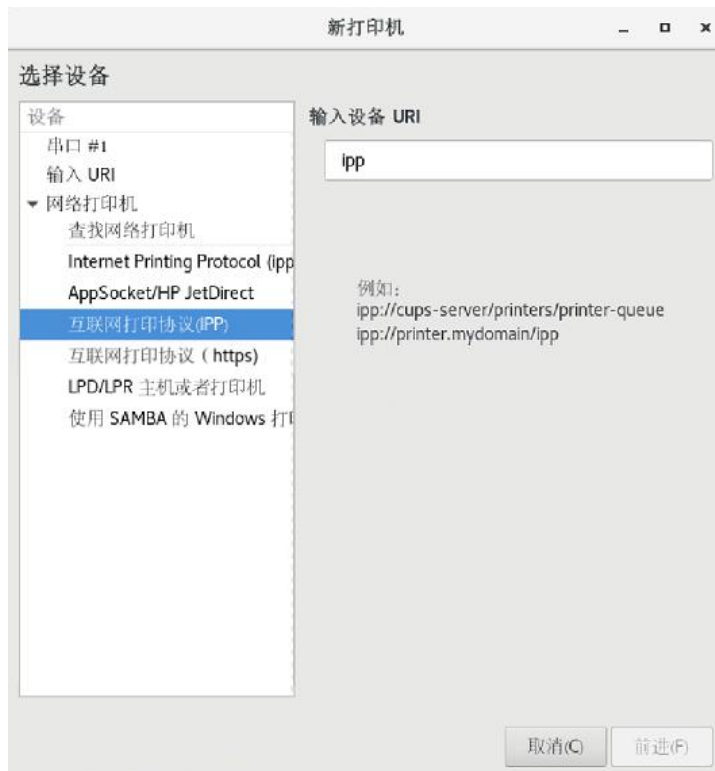 新打印机
选择设备
设备
串口 #1
输入 URI
网络打印机
查找网络打印机
Internet Printing Protocol (ipp
AppSocket/HP JetDirect
互联网打印协议(IPP)
互联网打印协议 ( https)
LPD/LPR 主机或者打印机
使用 SAMBA 的 Windows 打
输入设备 URI
ipp
例如:
ipp://cups-server/printers/printer-queue
ipp://printer.mydomain/ipp
取消(C)
前进(F)